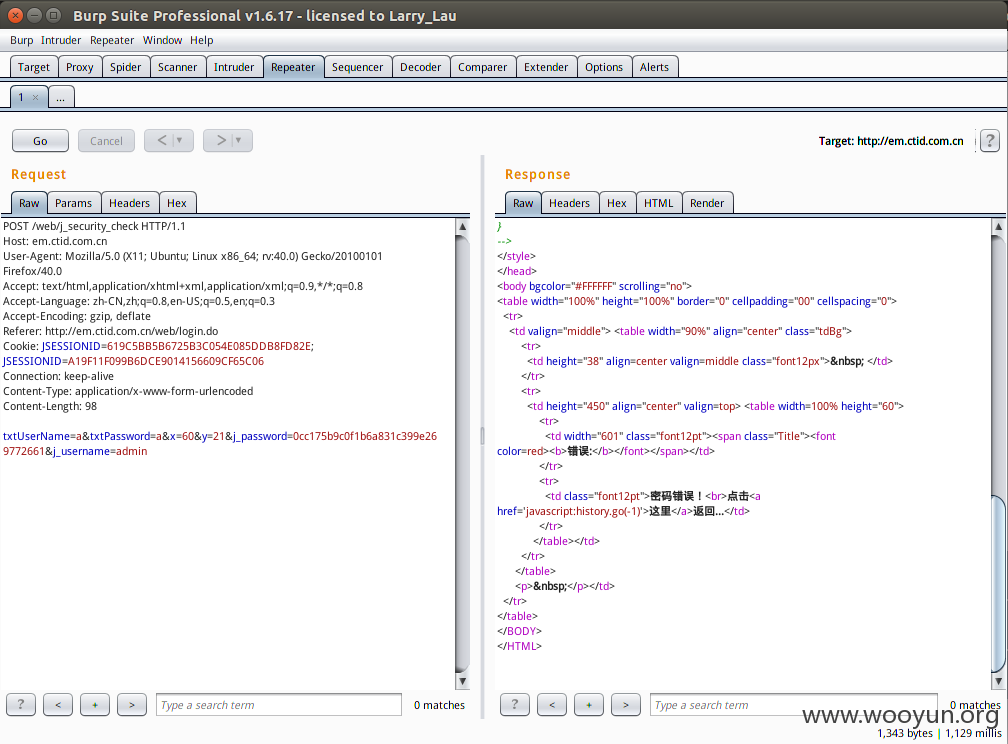 Burp Suite Professional v1.6.17 - licensed to Larry_Lau
Burp Intruder Repeater Window Help
Target Proxy Spider Scanner Intruder Repeater Sequencer Decoder Comparer Extender Options Alerts
1 × ...
Go Cancel < | ▼ > | ▼ Target: http://em.ctid.com.cn ?
Request
Raw Params Headers Hex
POST /web/j_security_check HTTP/1.1
Host: em.ctid.com.cn
User-Agent: Mozilla/5.0 (X11; Ubuntu; Linux x86_64; rv:40.0) Gecko/20100101
Firefox/40.0
Accept: text/html,application/xhtml+xml,application/xml;q=0.9,*/*;q=0.8
Accept-Language: zh-CN,zh;q=0.8,en-US;q=0.5,en;q=0.3
Accept-Encoding: gzip, deflate
Referer: http://em.ctid.com.cn/web/login.do
Cookie: JSESSIONID=619C5BB5B6725B3C054E085DDB8FD82E;
JSESSIONID=A19F11F099B6DCE9014156609CF65C06
Connection: keep-alive
Content-Type: application/x-www-form-urlencoded
Content-Length: 98
txtUserName=a&txtPassword=a&x=60&y=21&j_password=0cc175b9c0f1b6a831c399e26
9772661&j_username=admin
? < + > Type a search term 0 matches
Response
Raw Headers Hex HTML Render
}
-->
</style>
</head>
<body bgcolor="#FFFFFF" scrolling="no">
<table width="100%" height="100%" border="0" cellpadding="00" cellspacing="0">
<tr>
<td valign="middle"> <table width="90%" align="center" class="tdBg">
<tr>
<td height="38" align=center valign=middle class="font12px">&nbsp; </td>
</tr>
<tr>
<td height="450" align="center" valign=top> <table width=100% height="60">
<tr>
<td width="601" class="font12pt"><span class="Title"><font
color=red><b>错误:</b></font></span></td>
</tr>
<tr>
<td class="font12pt">密码错误！<br>点击<a
href='javascript:history.go(-1)'>这里</a>返回...</td>
</tr>
</table></td>
</tr>
</table>
<p>&nbsp;</p></td>
</tr>
</table>
</BODY>
</HTML>
? < + > Type a search term 0 matches
www.wooyun.org
1,343 bytes | 1,129 millis